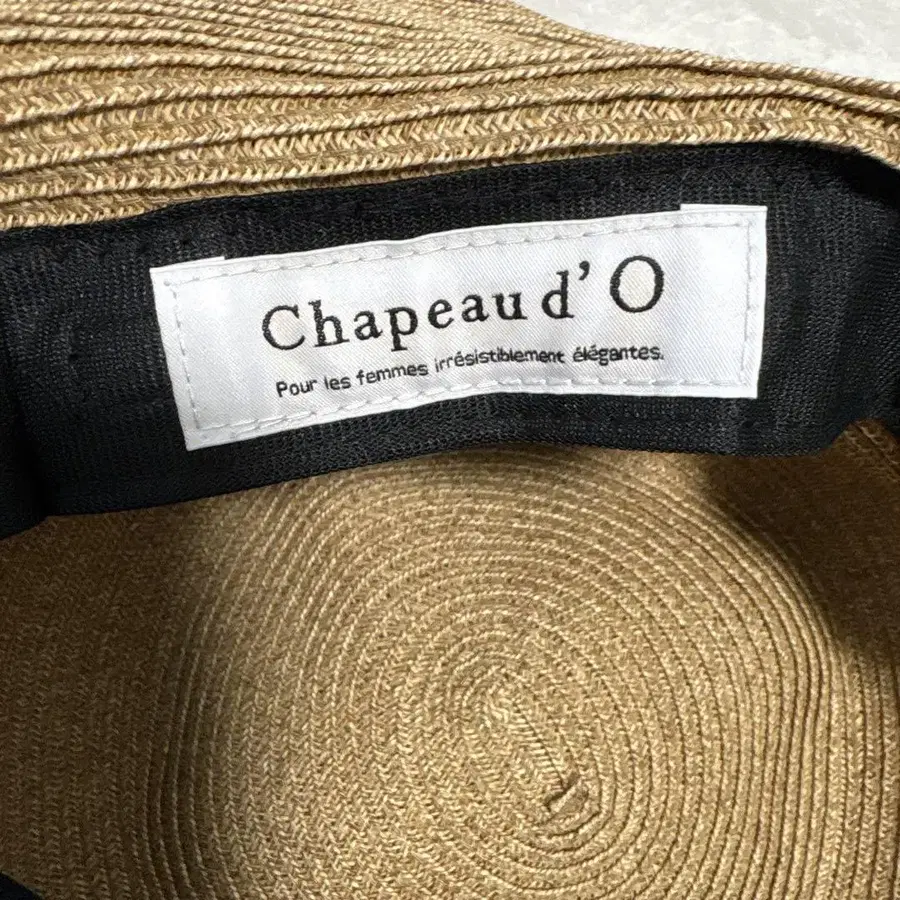 Chapeau d'O
Pour les femmes irrésistiblement élégantes.